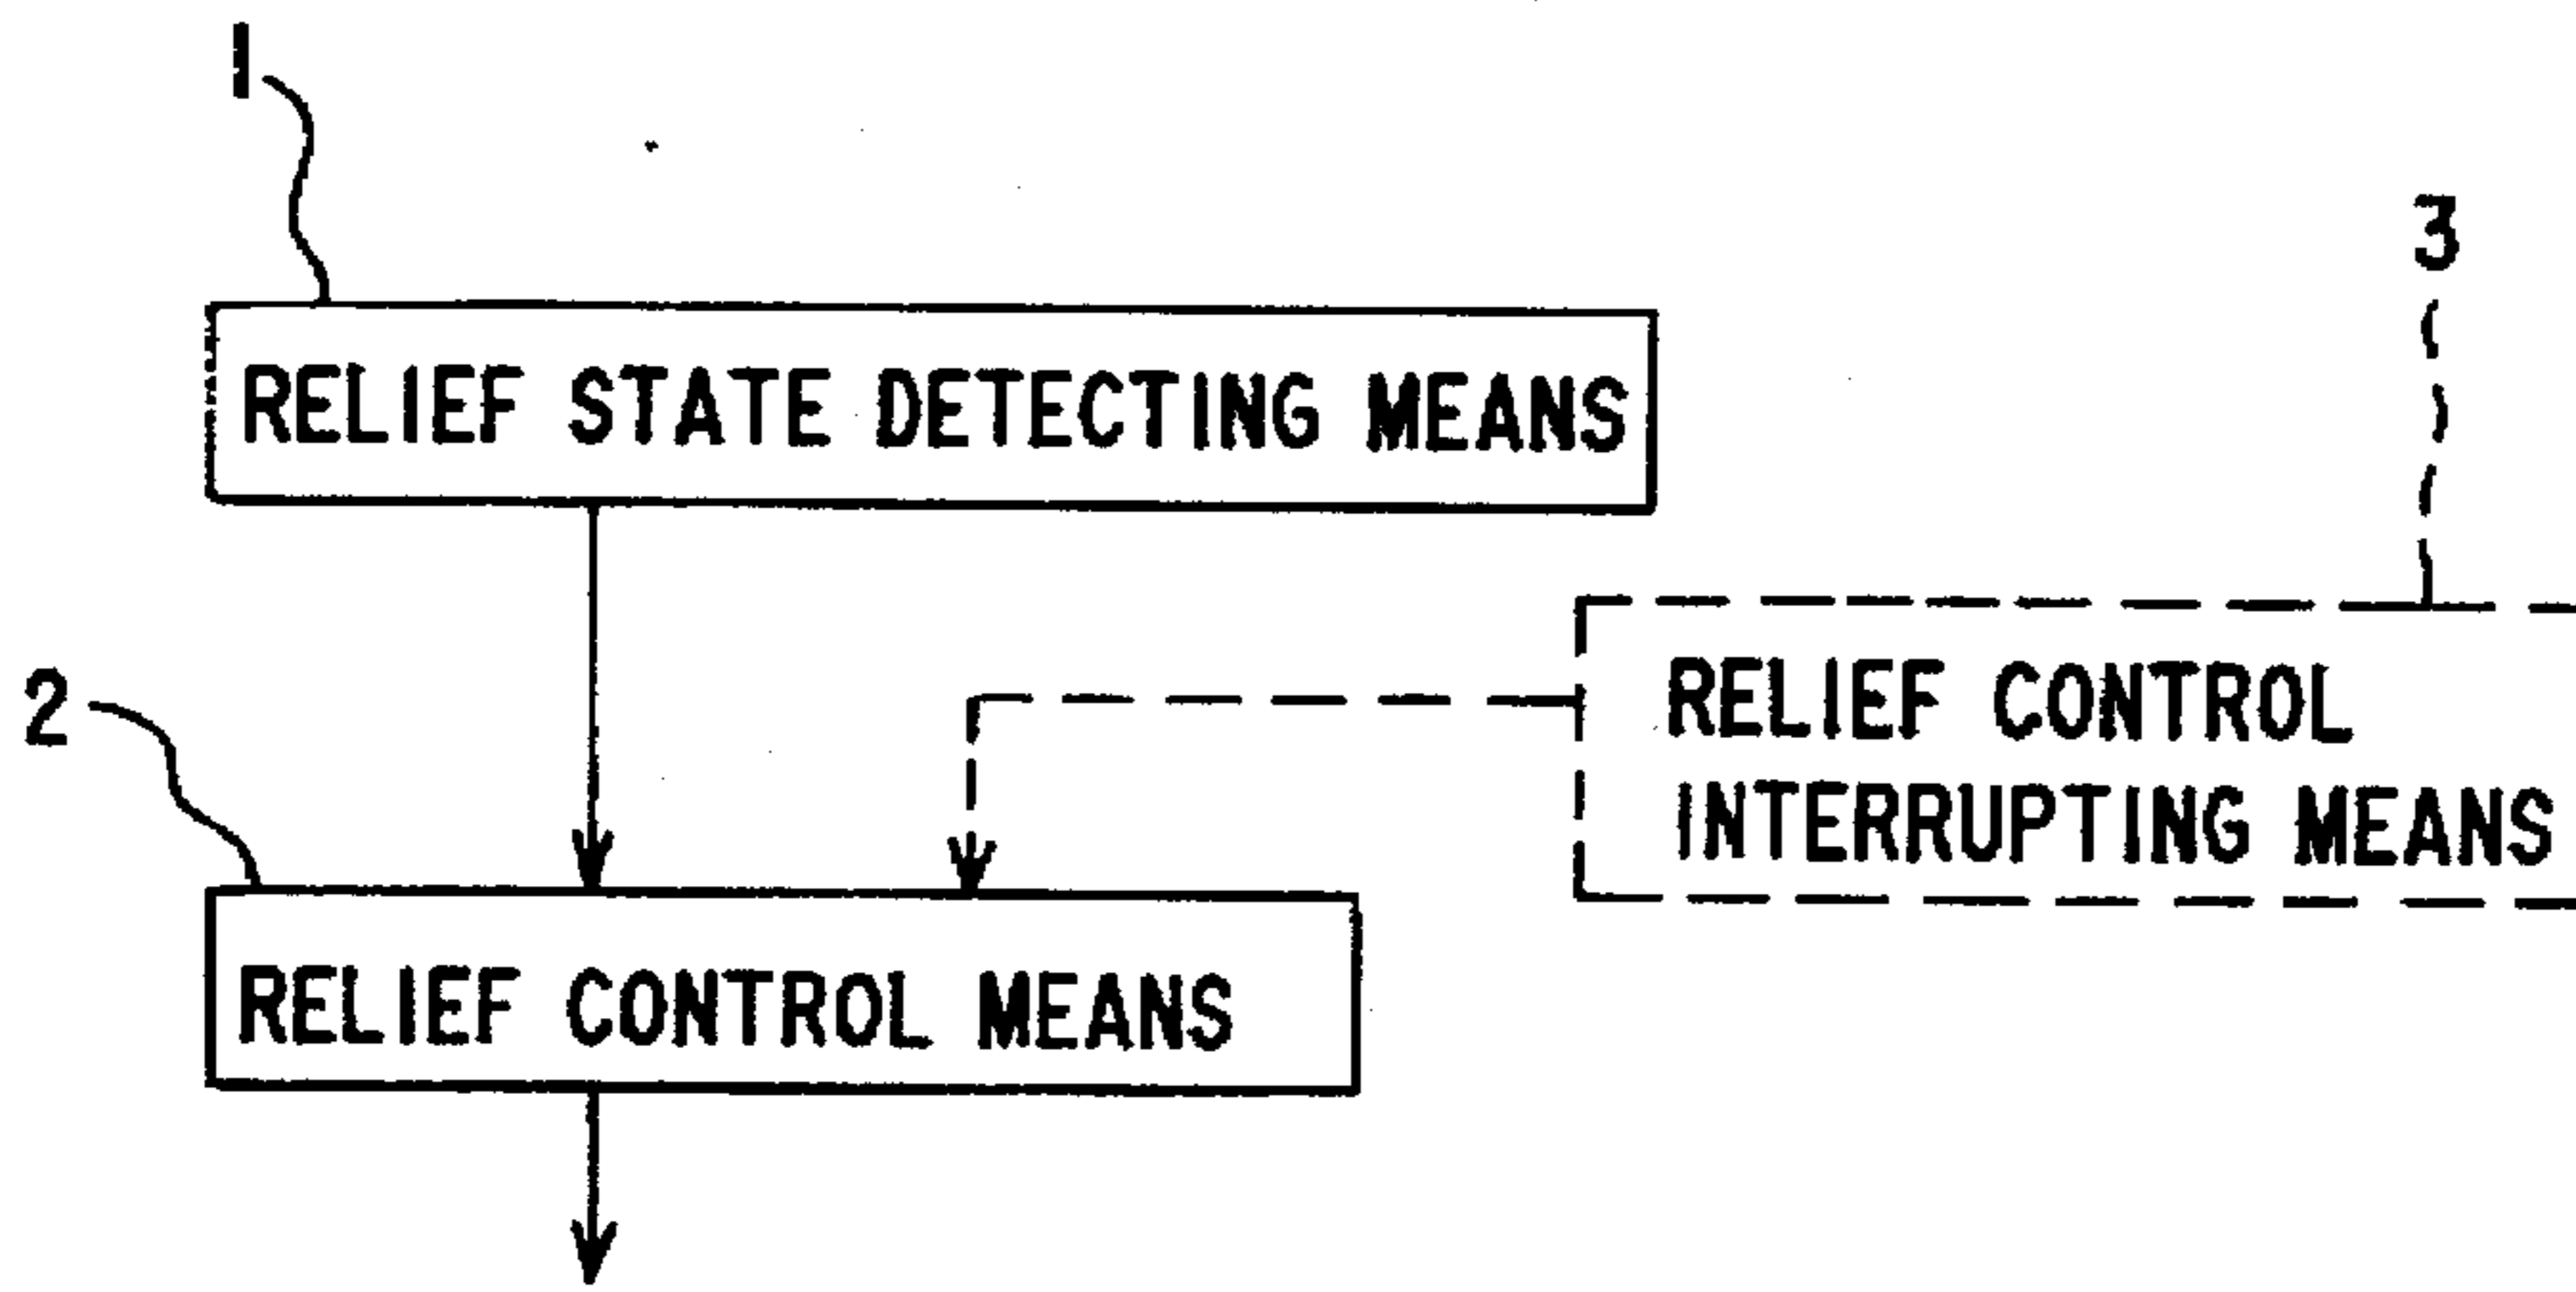 1
RELIEF STATE DETECTING MEANS
3
2
RELIEF CONTROL
INTERRUPTING MEANS
RELIEF CONTROL MEANS